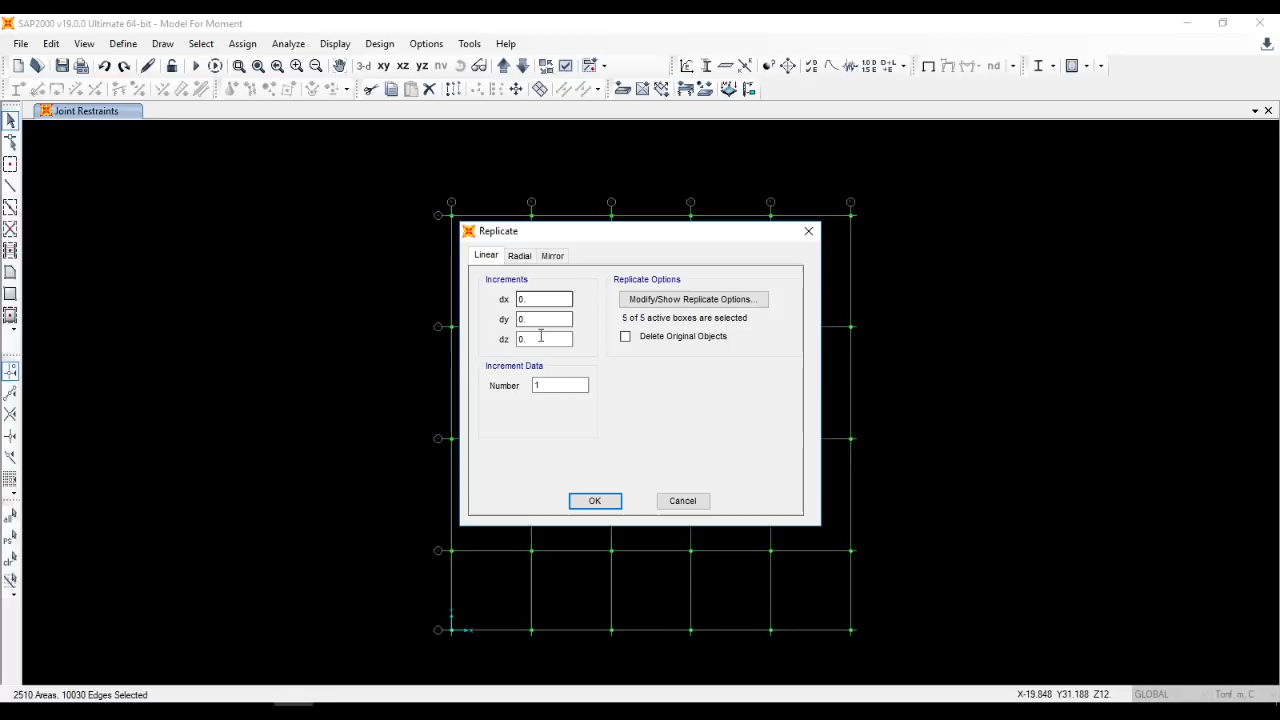 SAP2000 v19.0.0 Ultimate 64-bit - Model For Moment
File Edit View Define Draw Select Assign Analyze Display Design Options Tools Help
3-d xy xz yz nv nd
Joint Restraints
Replicate
Linear Radial Mirror
Increments
dx 0.
dy 0.
dz 0.
Replicate Options
Modify/Show Replicate Options...
5 of 5 active boxes are selected
Delete Original Objects
Increment Data
Number 1
OK Cancel
all
PS
clr
2510 Areas, 10030 Edges Selected
X-19.848 Y31.188 Z12.
GLOBAL
Tonf, m, C